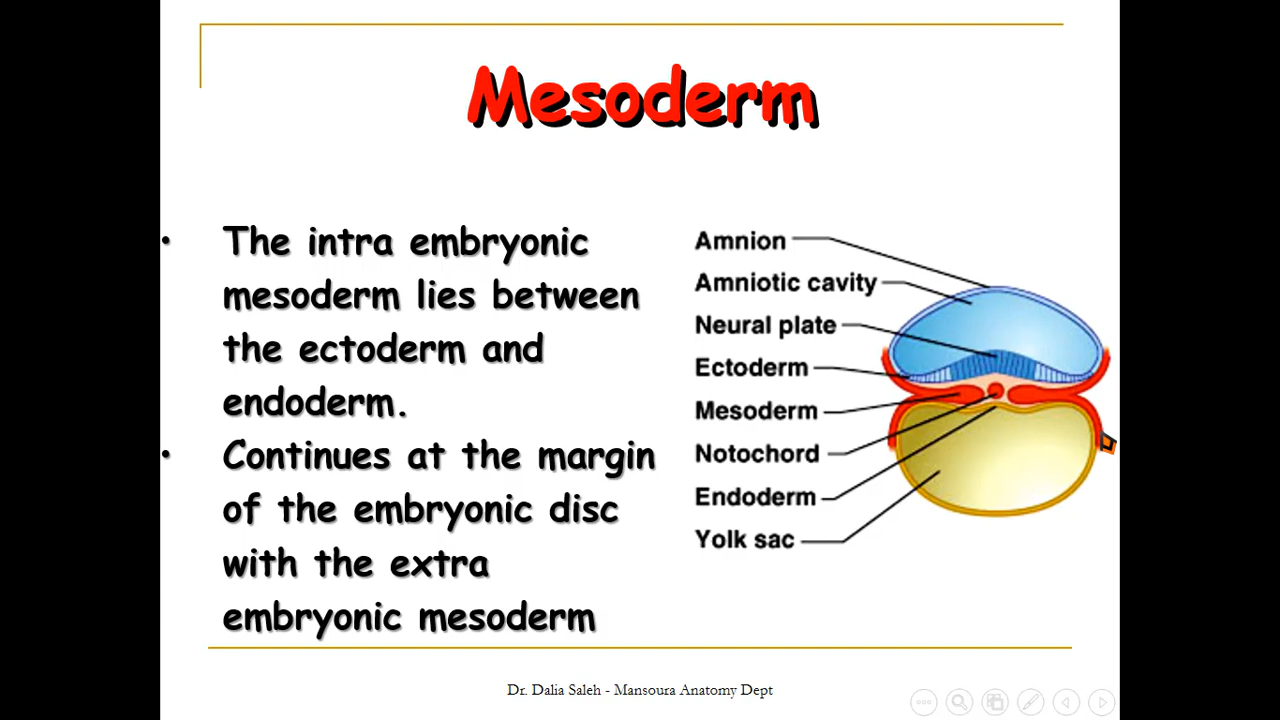 Mesoderm
• The intra embryonic
mesoderm lies between
the ectoderm and
endoderm.
• Continues at the margin
of the embryonic disc
with the extra
embryonic mesoderm
Amnion
Amniotic cavity
Neural plate
Ectoderm
Mesoderm
Notochord
Endoderm
Yolk sac
Dr. Dalia Saleh - Mansoura Anatomy Dept